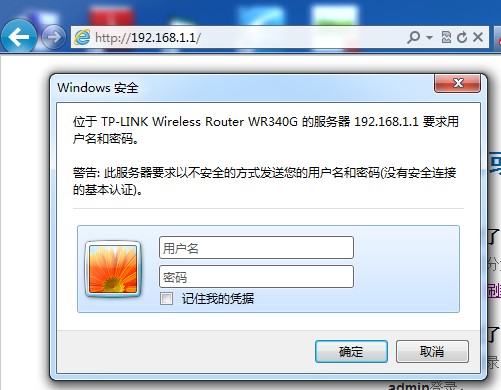 http://192.168.1.1/
Windows 安全
位于 TP-LINK Wireless Router WR340G 的服务器 192.168.1.1 要求用
户名和密码。
警告: 此服务器要求以不安全的方式发送您的用户名和密码(没有安全连接
的基本认证)。
用户名
密码
记住我的凭据
确定
取消
admin登录